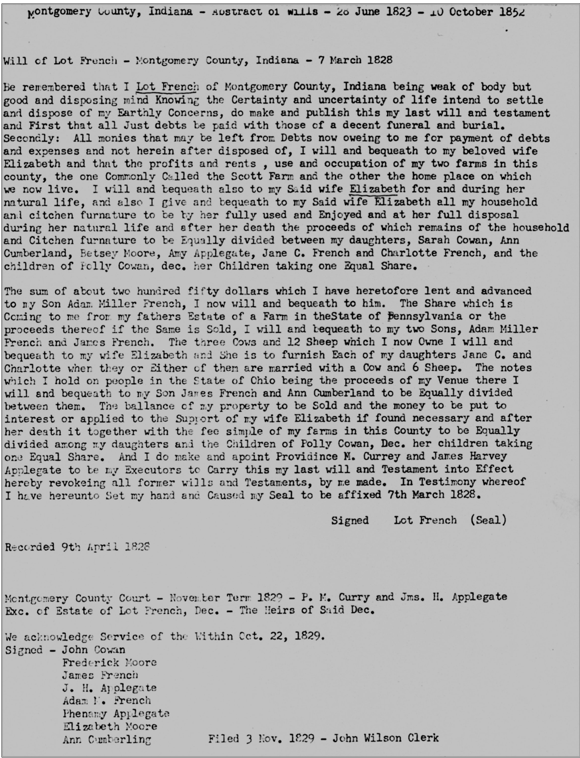 Montgomery County, Indiana - Abstract of Wills - 28 June 1823 - 10 October 1852
Will of Lot French - Montgomery County, Indiana - 7 March 1828
Be remembered that I Lot French of Montgomery County, Indiana being weak of body but
good and disposing mind Knowing the Certainty and uncertainty of life intend to settle
and dispose of my Earthly Concerns, do make and publish this my last will and testament
and First that all Just debts be paid with those of a decent funeral and burial.
Secondly: All monies that may be left from Debts now owing to me for payment of debts
and expenses and not herein after disposed of, I will and bequeath to my beloved wife
Elizabeth and that the profits and rents , use and occupation of my two farms in this
county, the one Commonly Called the Scott Farm and the other the home place on which
we now live. I will and bequeath also to my Said wife Elizabeth for and during her
natural life, and also I give and bequeath to my Said wife Elizabeth all my household
and citchen furnature to be by her fully used and Enjoyed and at her full disposal
during her natural life and after her death the proceeds of which remains of the household
and Citchen furnature to be Equally divided between my daughters, Sarah Cowan, Ann
Cumberland, Betsey Moore, Amy Applegate, Jane C. French and Charlotte French, and the
children of Polly Cowan, dec. her Children taking one Equal Share.
The sum of about two hundred fifty dollars which I have heretofore lent and advanced
to my Son Adam Miller French, I now will and bequeath to him. The Share which is
Coming to me from my fathers Estate of a Farm in theState of Pennsylvania or the
proceeds thereof if the Same is Sold, I will and bequeath to my two Sons, Adam Miller
French and James French. The three Cows and 12 Sheep which I now Owne I will and
bequeath to my wife Elizabeth and She is to furnish Each of my daughters Jane C. and
Charlotte when they or Either of them are married with a Cow and 6 Sheep. The notes
which I hold on people in the State of Ohio being the proceeds of my Venue there I
will and bequeath to my Son James French and Ann Cumberland to be Equally divided
between them. The ballance of my property to be Sold and the money to be put to
interest or applied to the Support of my wife Elizabeth if found necessary and after
her death it together with the fee simple of my farms in this County to be Equally
divided among my daughters and the Children of Polly Cowan, Dec. her children taking
one Equal Share. And I do make and apoint Providince M. Currey and James Harvey
Applegate to be my Executors to Carry this my last will and Testament into Effect
hereby revokeing all former wills and Testaments, by me made. In Testimony whereof
I have hereunto Set my hand and Caused my Seal to be affixed 7th March 1828.
Signed Lot French (Seal)
Recorded 9th April 1828
Montgomery County Court - November Term 1829 - P. M. Curry and Jms. H. Applegate
Exc. of Estate of Lot French, Dec. - The Heirs of Said Dec.
We acknowledge Service of the Within Oct. 22, 1829.
Signed - John Cowan
Frederick Moore
James French
J. H. Applegate
Adam M. French
Phenamy Applegate
Elizabeth Moore
Ann Cumberling Filed 3 Nov. 1829 - John Wilson Clerk